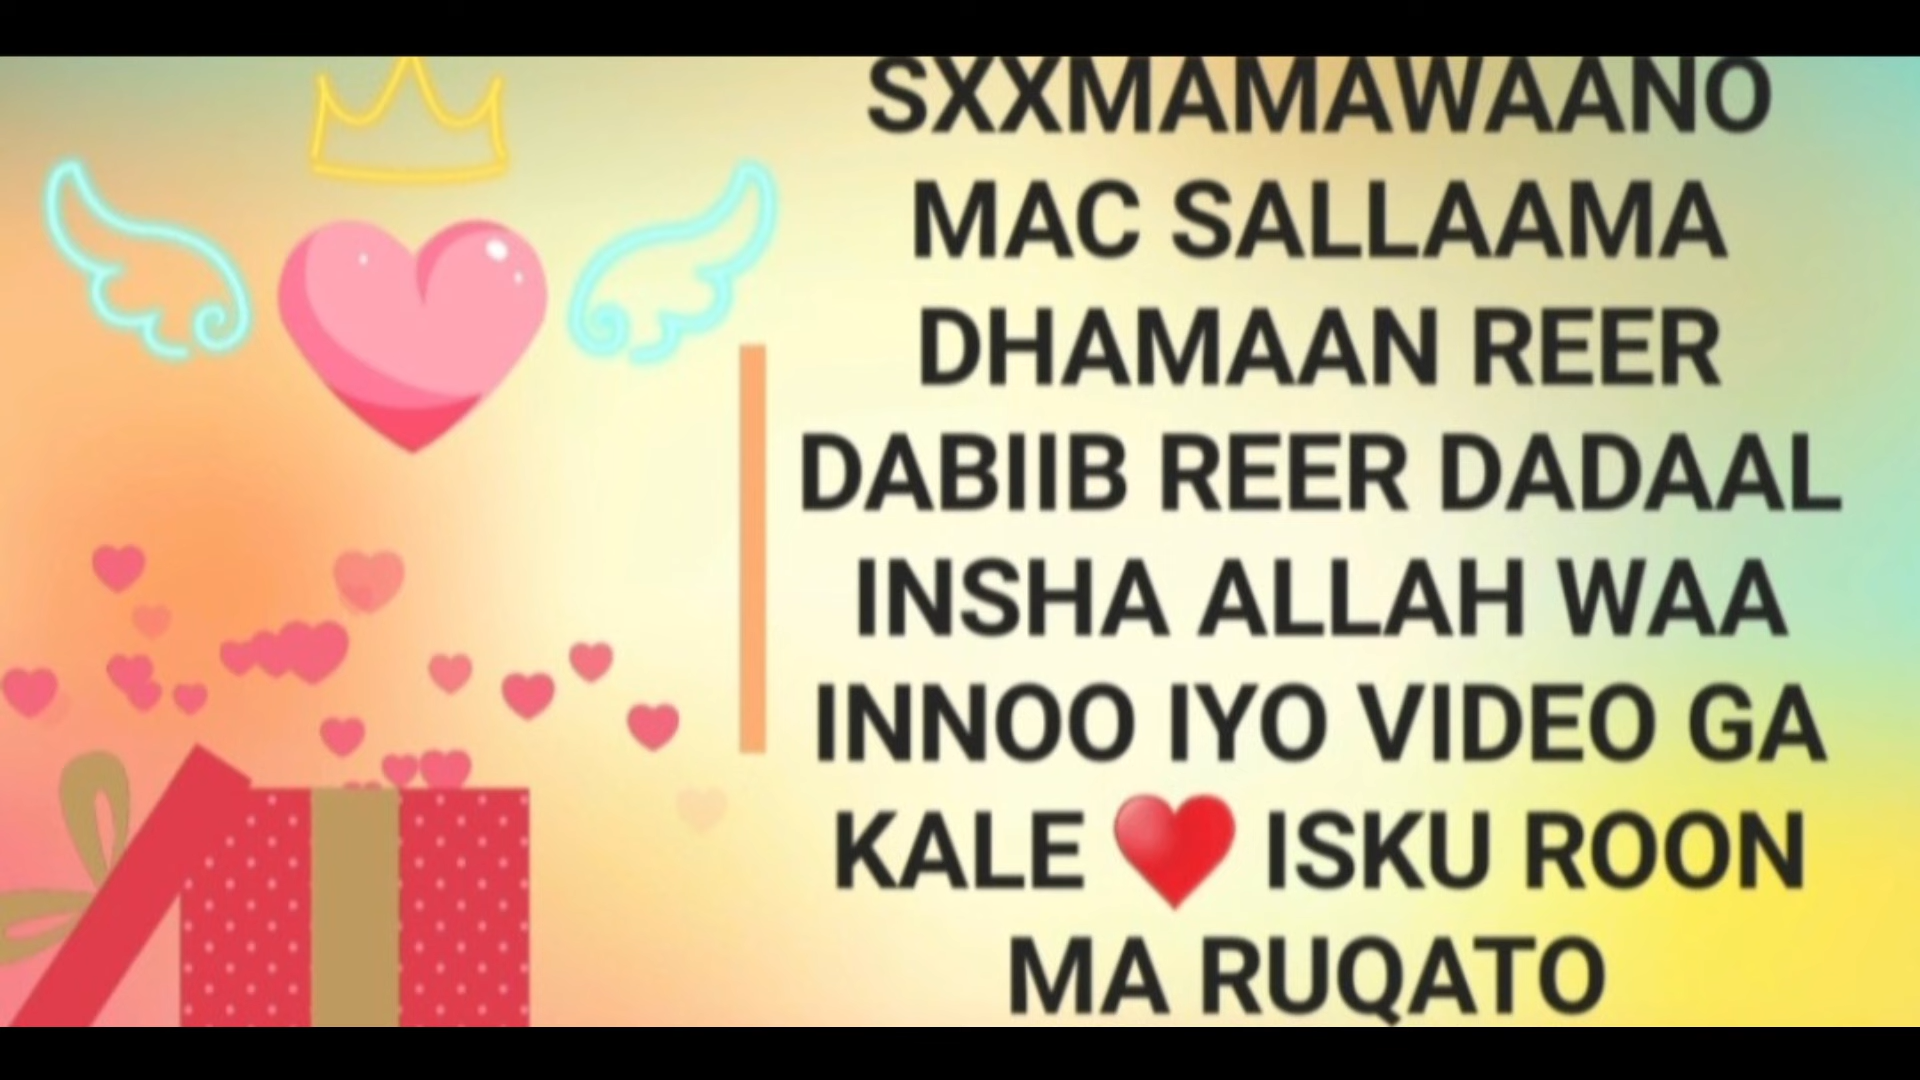 SXXMAMAWAANO
MAC SALLAAMA
DHAMAAN REER
DABIIB REER DADAAL
INSHA ALLAH WAA
INNOO IYO VIDEO GA
KALE ❤️ ISKU ROON
MA RUQATO